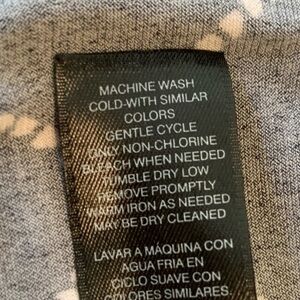 MACHINE WASH
COLD-WITH SIMILAR
COLORS
GENTLE CYCLE
ONLY NON-CHLORINE
BLEACH WHEN NEEDED
TUMBLE DRY LOW
REMOVE PROMPTLY
WARM IRON AS NEEDED
MAY BE DRY CLEANED
LAVAR A MÁQUINA CON
AGUA FRIA EN
CICLO SUAVE CON
COLORES SIMILARES